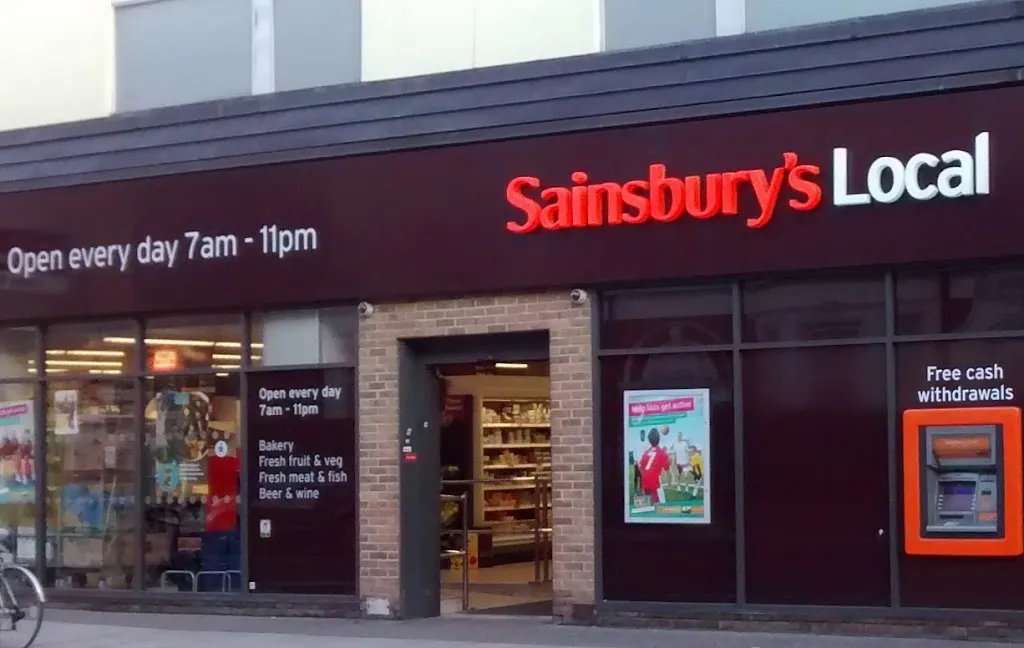 Sainsbury's Local
Open every day 7am - 11pm
Open every day
7am - 11pm
Bakery
Fresh fruit & veg
Fresh meat & fish
Beer & wine
Help kids get active
7
Free cash
withdrawals